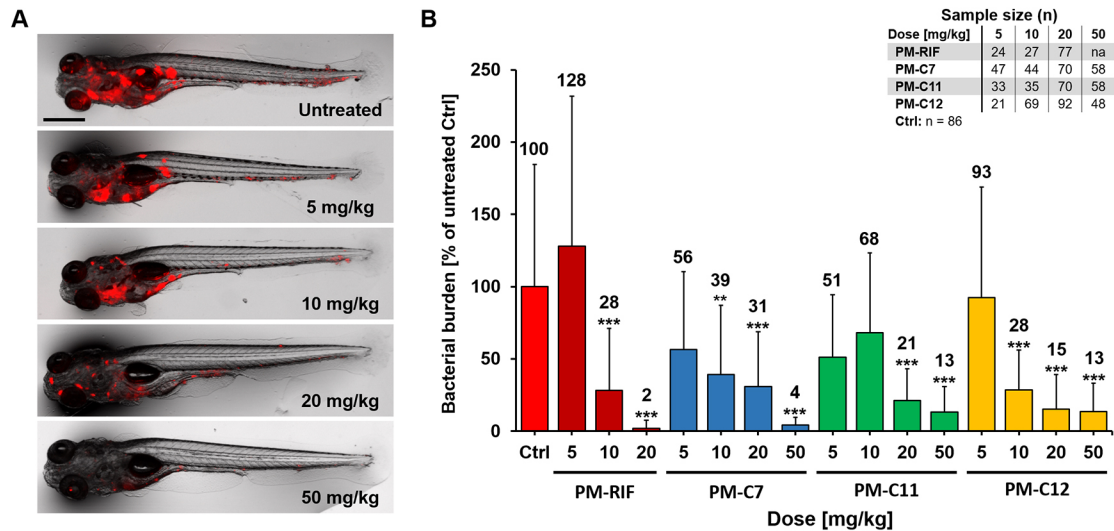 A
Untreated
5 mg/kg
10 mg/kg
20 mg/kg
50 mg/kg
B
Sample size (n)
Dose [mg/kg] 5 10 20 50
PM-RIF 24 27 77 na
PM-C7 47 44 70 58
PM-C11 33 35 70 58
PM-C12 21 69 92 48
Ctrl: n = 86
Bacterial burden [% of untreated Ctrl]
250
200
150
100
50
0
100 128 28 *** 2 *** 56 39 ** 31 *** 4 *** 51 68 21 *** 13 *** 93 28 *** 15 *** 13 ***
Ctrl 5 10 20 5 10 20 50 5 10 20 50 5 10 20 50
PM-RIF PM-C7 PM-C11 PM-C12
Dose [mg/kg]